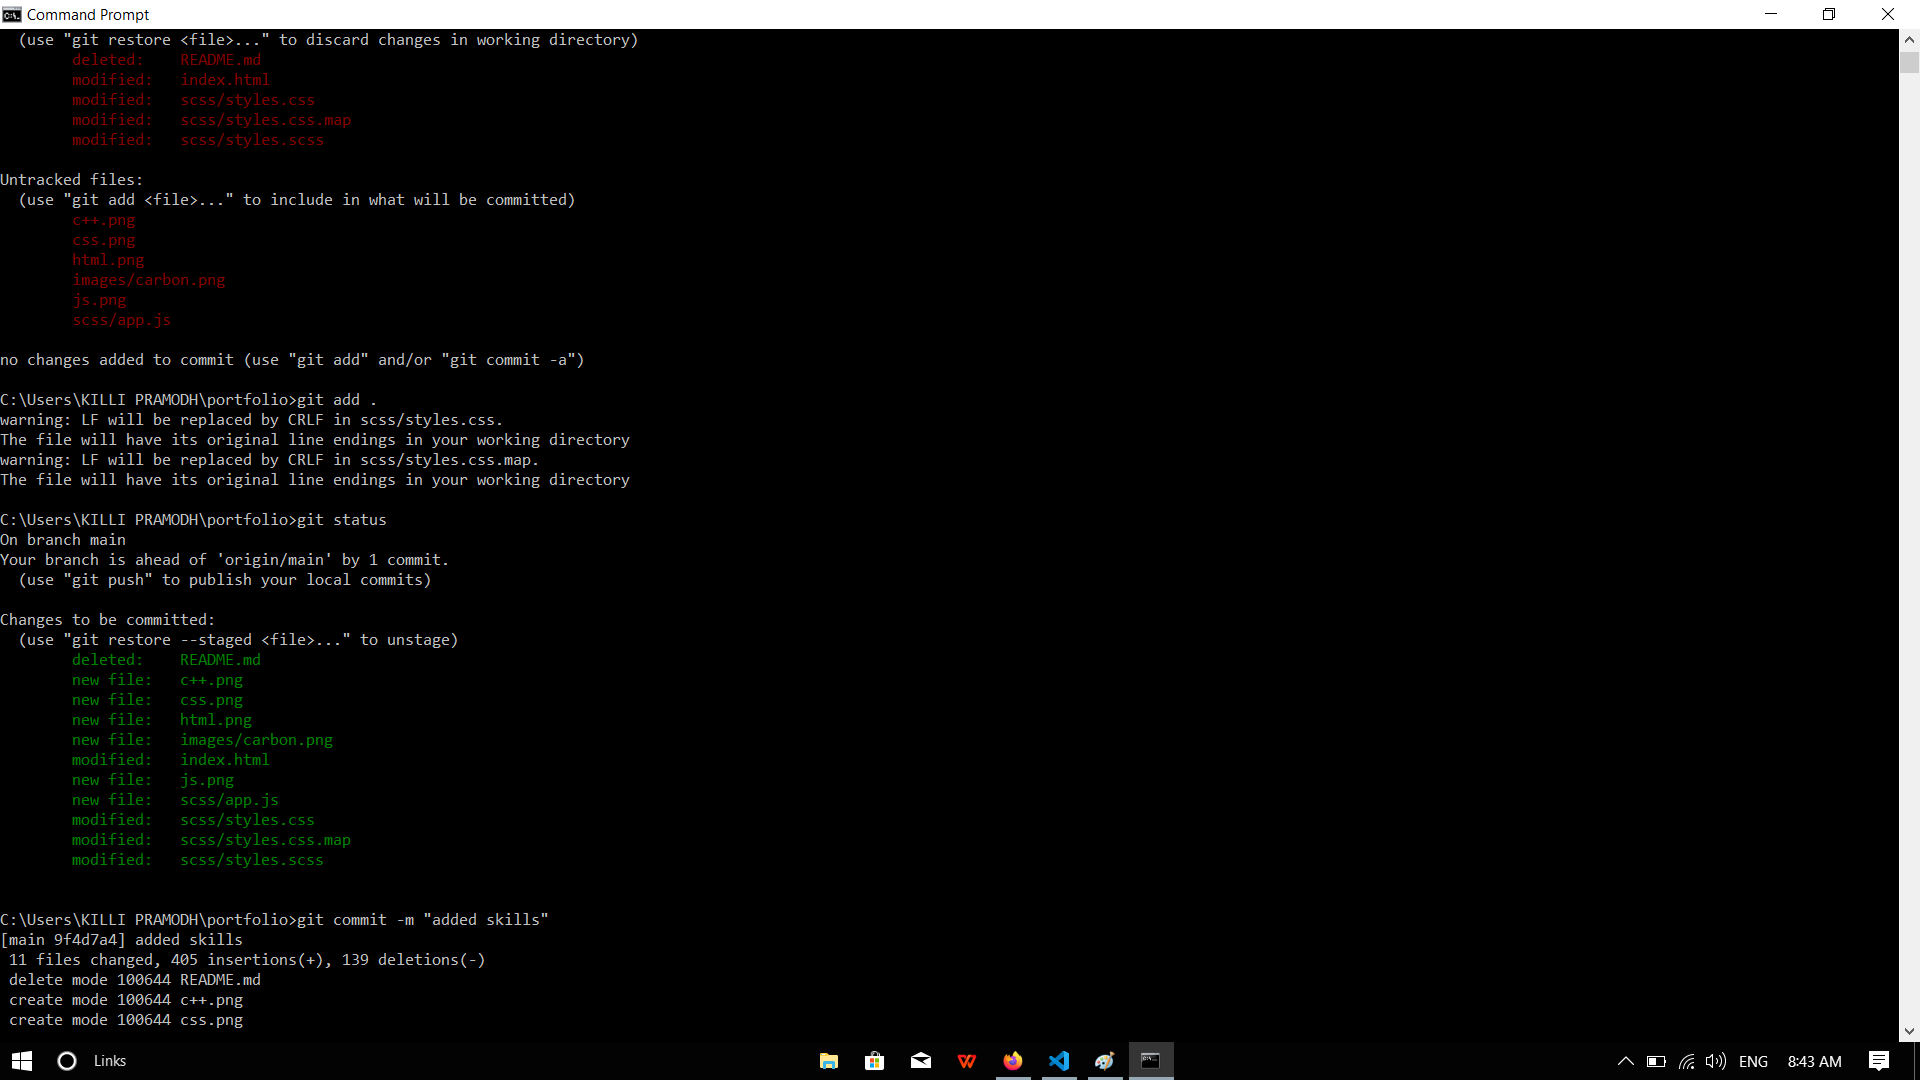 Command Prompt
(use "git restore <file>..." to discard changes in working directory)
deleted:    README.md
modified:   index.html
modified:   scss/styles.css
modified:   scss/styles.css.map
modified:   scss/styles.scss
Untracked files:
(use "git add <file>..." to include in what will be committed)
c++.png
css.png
html.png
images/carbon.png
js.png
scss/app.js
no changes added to commit (use "git add" and/or "git commit -a")
C:\Users\KILLI PRAMODH\portfolio>git add .
warning: LF will be replaced by CRLF in scss/styles.css.
The file will have its original line endings in your working directory
warning: LF will be replaced by CRLF in scss/styles.css.map.
The file will have its original line endings in your working directory
C:\Users\KILLI PRAMODH\portfolio>git status
On branch main
Your branch is ahead of 'origin/main' by 1 commit.
(use "git push" to publish your local commits)
Changes to be committed:
(use "git restore --staged <file>..." to unstage)
deleted:    README.md
new file:   c++.png
new file:   css.png
new file:   html.png
new file:   images/carbon.png
modified:   index.html
new file:   js.png
new file:   scss/app.js
modified:   scss/styles.css
modified:   scss/styles.css.map
modified:   scss/styles.scss
C:\Users\KILLI PRAMODH\portfolio>git commit -m "added skills"
[main 9f4d7a4] added skills
11 files changed, 405 insertions(+), 139 deletions(-)
delete mode 100644 README.md
create mode 100644 c++.png
create mode 100644 css.png
Links ENG 8:43 AM